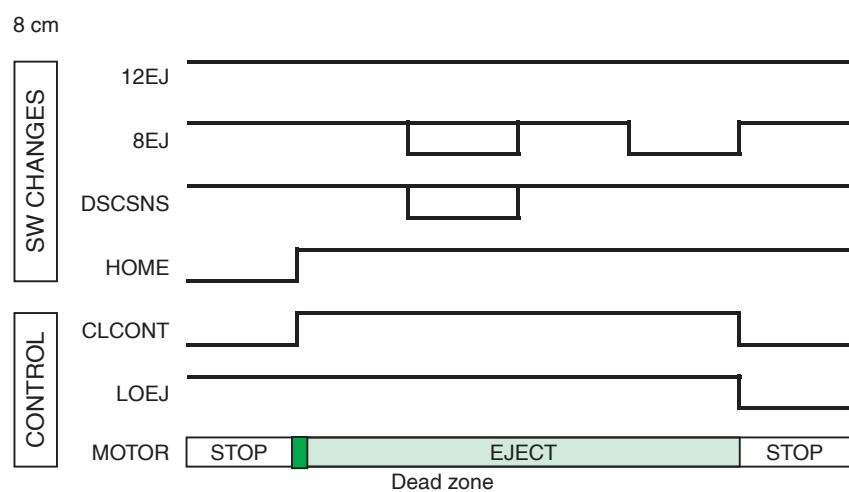 8 cm
SW CHANGES
12EJ
8EJ
DSCSNS
HOME
CONTROL
CLCONT
LOEJ
MOTOR STOP EJECT STOP
Dead zone